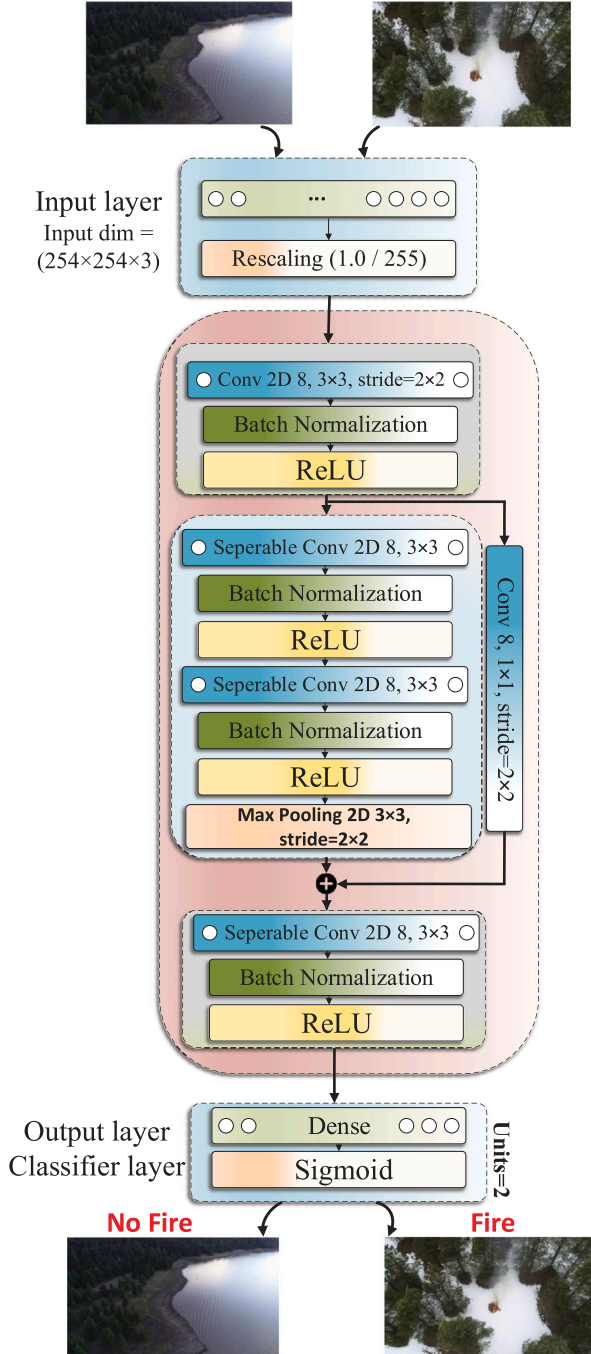 Input layer
Input dim =
(254×254×3)
...
Rescaling (1.0 / 255)
Conv 2D 8, 3×3, stride=2×2
Batch Normalization
ReLU
Seperable Conv 2D 8, 3×3
Batch Normalization
ReLU
Seperable Conv 2D 8, 3×3
Batch Normalization
ReLU
Max Pooling 2D 3×3,
stride=2×2
Conv 8, 1×1, stride=2×2
+
Seperable Conv 2D 8, 3×3
Batch Normalization
ReLU
Output layer
Classifier layer
Dense
Sigmoid
Units=2
No Fire
Fire